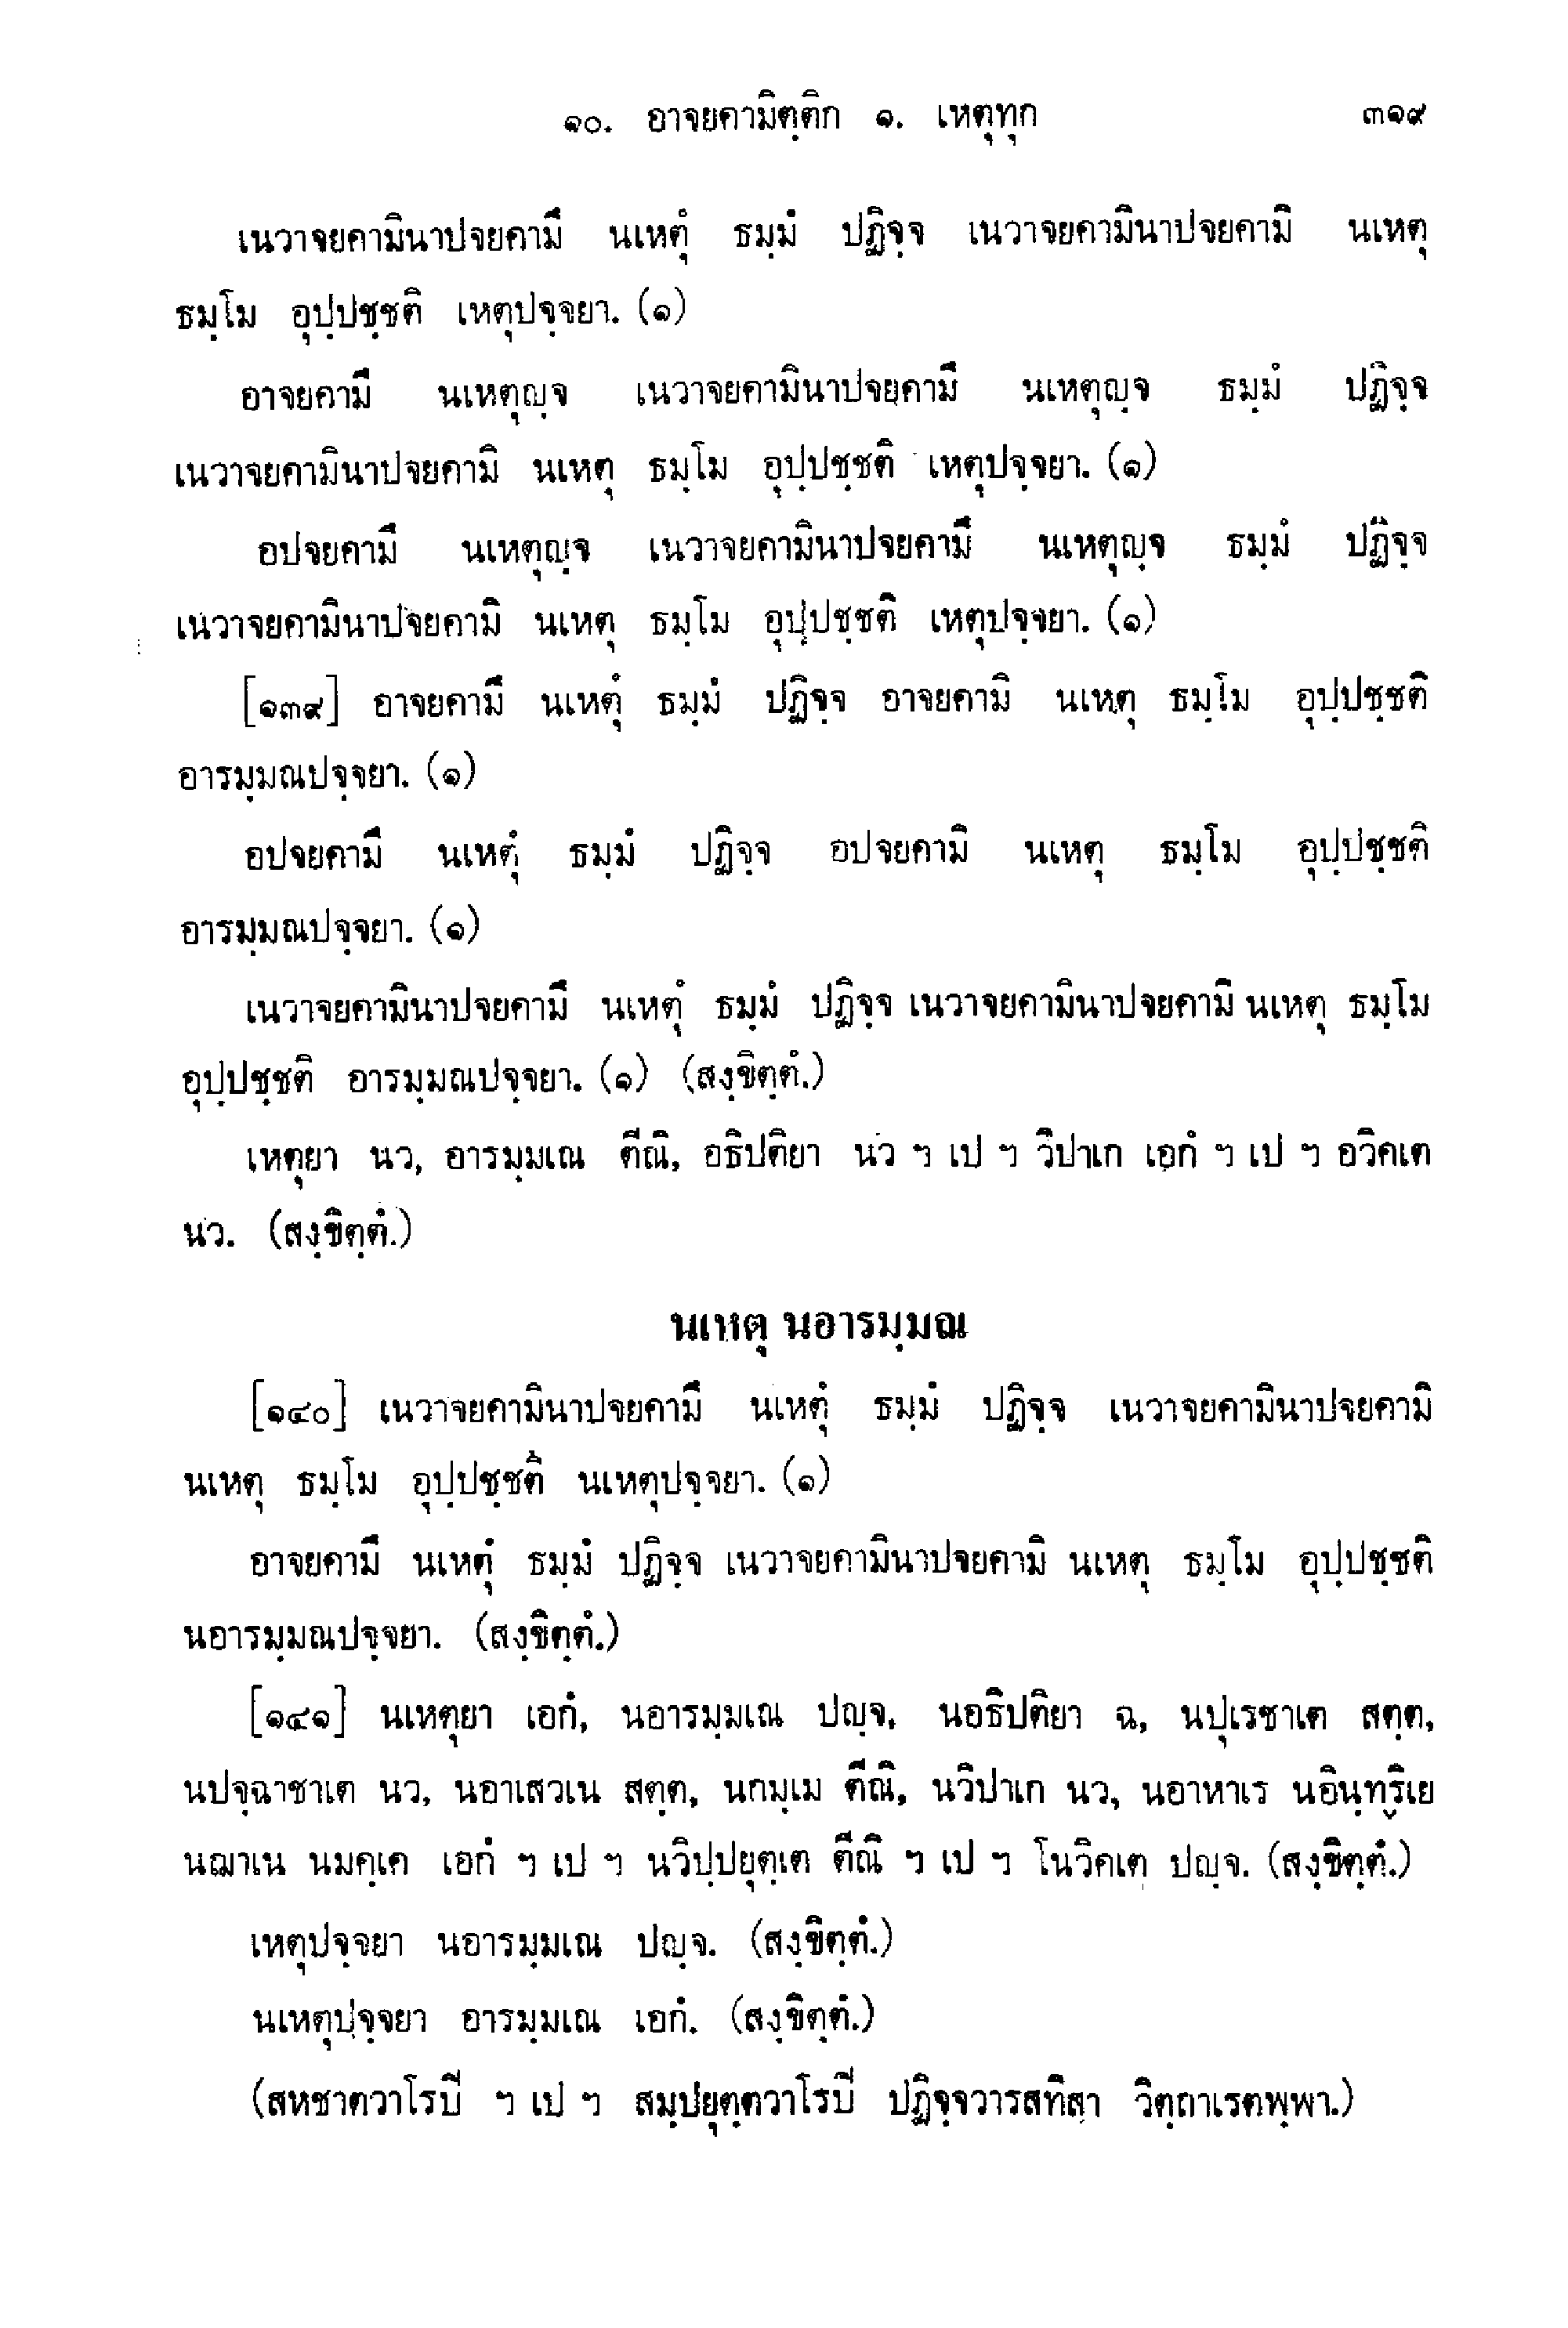 ๑๐. อาจยคามิตฺติก ๑. เหตุทุก ๓๑๙
เนวาจยคามินาปจยคามึ นเหตุํ ธมฺมํ ปฏิจฺจ เนวาจยคามินาปจยคามิ นเหตุ
ธมฺโม อุปฺปชฺชติ เหตุปจฺจยา. (๑)
อาจยคามึ นเหตุญฺจ เนวาจยคามินาปจยคามึ นเหตุญฺจ ธมฺมํ ปฏิจฺจ
เนวาจยคามินาปจยคามิ นเหตุ ธมฺโม อุปฺปชฺชติ เหตุปจฺจยา. (๑)
อปจยคามึ นเหตุญฺจ เนวาจยคามินาปจยคามึ นเหตุญฺจ ธมฺมํ ปฏิจฺจ
เนวาจยคามินาปจยคามิ นเหตุ ธมฺโม อุปฺปชฺชติ เหตุปจฺจยา. (๑)
[๑๓๙] อาจยคามึ นเหตุํ ธมฺมํ ปฏิจฺจ อาจยคามิ นเหตุ ธมฺโม อุปฺปชฺชติ
อารมฺมณปจฺจยา. (๑)
อปจยคามึ นเหตุํ ธมฺมํ ปฏิจฺจ อปจยคามิ นเหตุ ธมฺโม อุปฺปชฺชติ
อารมฺมณปจฺจยา. (๑)
เนวาจยคามินาปจยคามึ นเหตุํ ธมฺมํ ปฏิจฺจ เนวาจยคามินาปจยคามิ นเหตุ ธมฺโม
อุปฺปชฺชติ อารมฺมณปจฺจยา. (๑) (สงฺขิตฺตํ.)
เหตุยา นว, อารมฺมเณ ตีณิ, อธิปติยา นว ฯ เป ฯ วิปาเก เอกํ ฯ เป ฯ อวิคเต
นว. (สงฺขิตฺตํ.)
นเหตุ นอารมฺมณ
[๑๔๐] เนวาจยคามินาปจยคามึ นเหตุํ ธมฺมํ ปฏิจฺจ เนวาจยคามินาปจยคามิ
นเหตุ ธมฺโม อุปฺปชฺชติ นเหตุปจฺจยา. (๑)
อาจยคามึ นเหตุํ ธมฺมํ ปฏิจฺจ เนวาจยคามินาปจยคามิ นเหตุ ธมฺโม อุปฺปชฺชติ
นอารมฺมณปจฺจยา. (สงฺขิตฺตํ.)
[๑๔๑] นเหตุยา เอกํ, นอารมฺมเณ ปญฺจ, นอธิปติยา ฉ, นปุเรชาเต สตฺต,
นปจฺฉาชาเต นว, นอาเสวเน สตฺต, นกมฺเม ตีณิ, นวิปาเก นว, นอาหาเร นอินฺทฺริเย
นฌาเน นมคฺเค เอกํ ฯ เป ฯ นวิปฺปยุตฺเต ตีณิ ฯ เป ฯ โนวิคเต ปญฺจ. (สงฺขิตฺตํ.)
เหตุปจฺจยา นอารมฺมเณ ปญฺจ. (สงฺขิตฺตํ.)
นเหตุปจฺจยา อารมฺมเณ เอกํ. (สงฺขิตฺตํ.)
(สหชาตวาโรปิ ฯ เป ฯ สมฺปยุตฺตวาโรปิ ปฏิจฺจวารสทิสา วิตฺถาเรตพฺพา.)